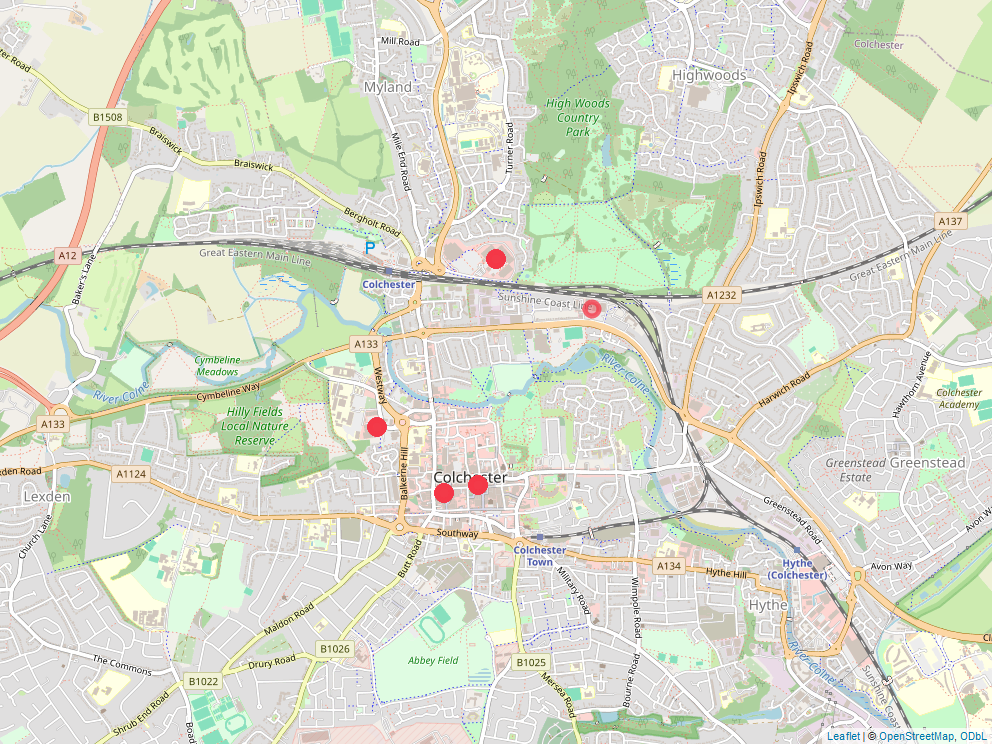 Mill Road
Colchester
Ipswich Road
Highwoods
Myland
B1508
High Woods
Country
Park
Braiswick
Mile End Road
Turner Road
Braiswick
Ipswich Road
Bergholt Road
A137
P
Great Eastern Main Line
Great Eastern Main Line
A12
Baker's Lane
Colchester
A1232
A133
Cymbeline
Meadows
River Colne
River Colne
Cymbeline Way
Westway
Harwich Road
Hawthorn Avenue
Colchester
Academy
Hilly Fields
Local Nature
Reserve
A133
Balkerne Hill
Greenstead
Estate
Greenstead
A1124
Colchester
Lexden
Church Lane
Greenstead Road
Avon W
Southway
Colchester
Town
Butt Road
Military Road
A134
Hythe Hill
Hythe
(Colchester)
Avon Way
Wimpole Road
Hythe
Maldon Road
B1026
Abbey Field
B1025
Drury Road
The Commons
B1022
Mersea Road
Bourne Road
River Colne
Sunshine Coast
Shrub End Road
Leaflet | © OpenStreetMap, ODbL